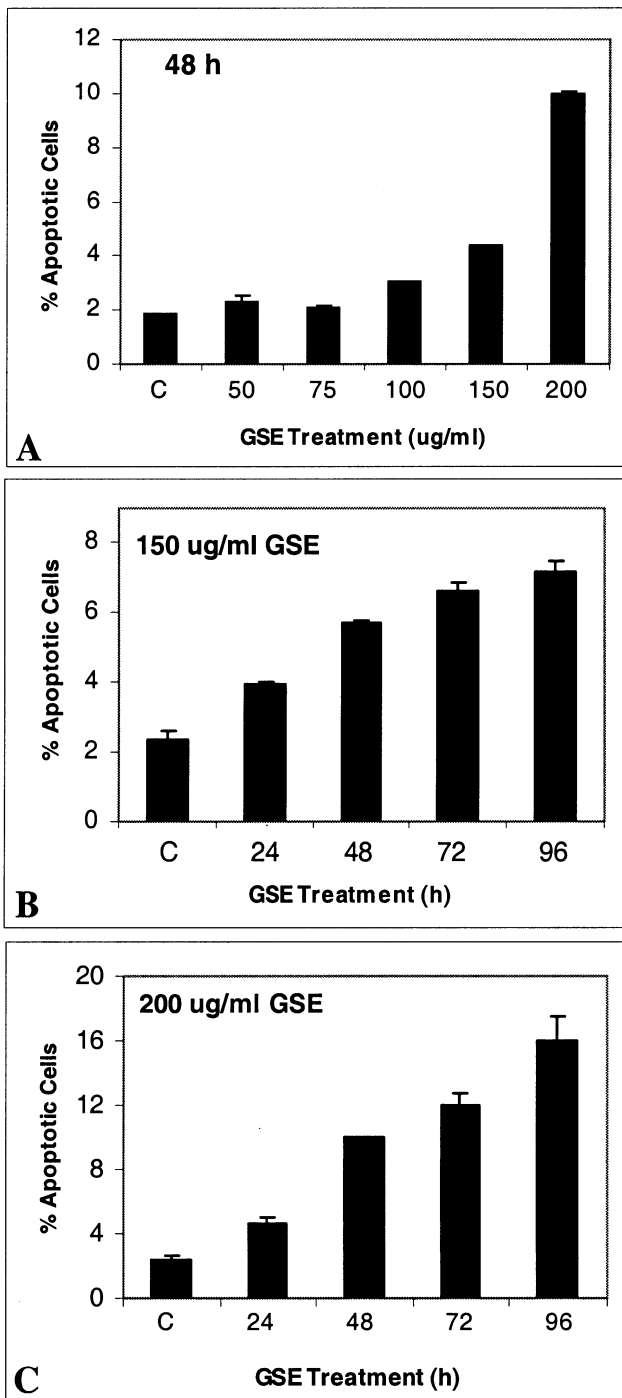 12
48 h
10
8
6
4
2
0
% Apoptotic Cells
C 50 75 100 150 200
GSE Treatment (ug/ml)
A
8
150 ug/ml GSE
6
4
2
0
% Apoptotic Cells
C 24 48 72 96
GSE Treatment (h)
B
20
200 ug/ml GSE
16
12
8
4
0
% Apoptotic Cells
C 24 48 72 96
GSE Treatment (h)
C